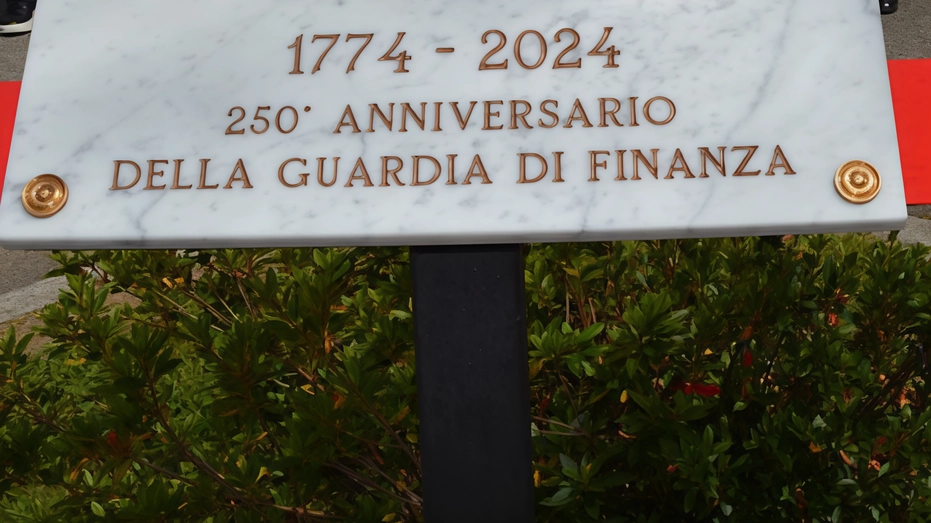 1774 - 2024
250° ANNIVERSARIO
DELLA GUARDIA DI FINANZA